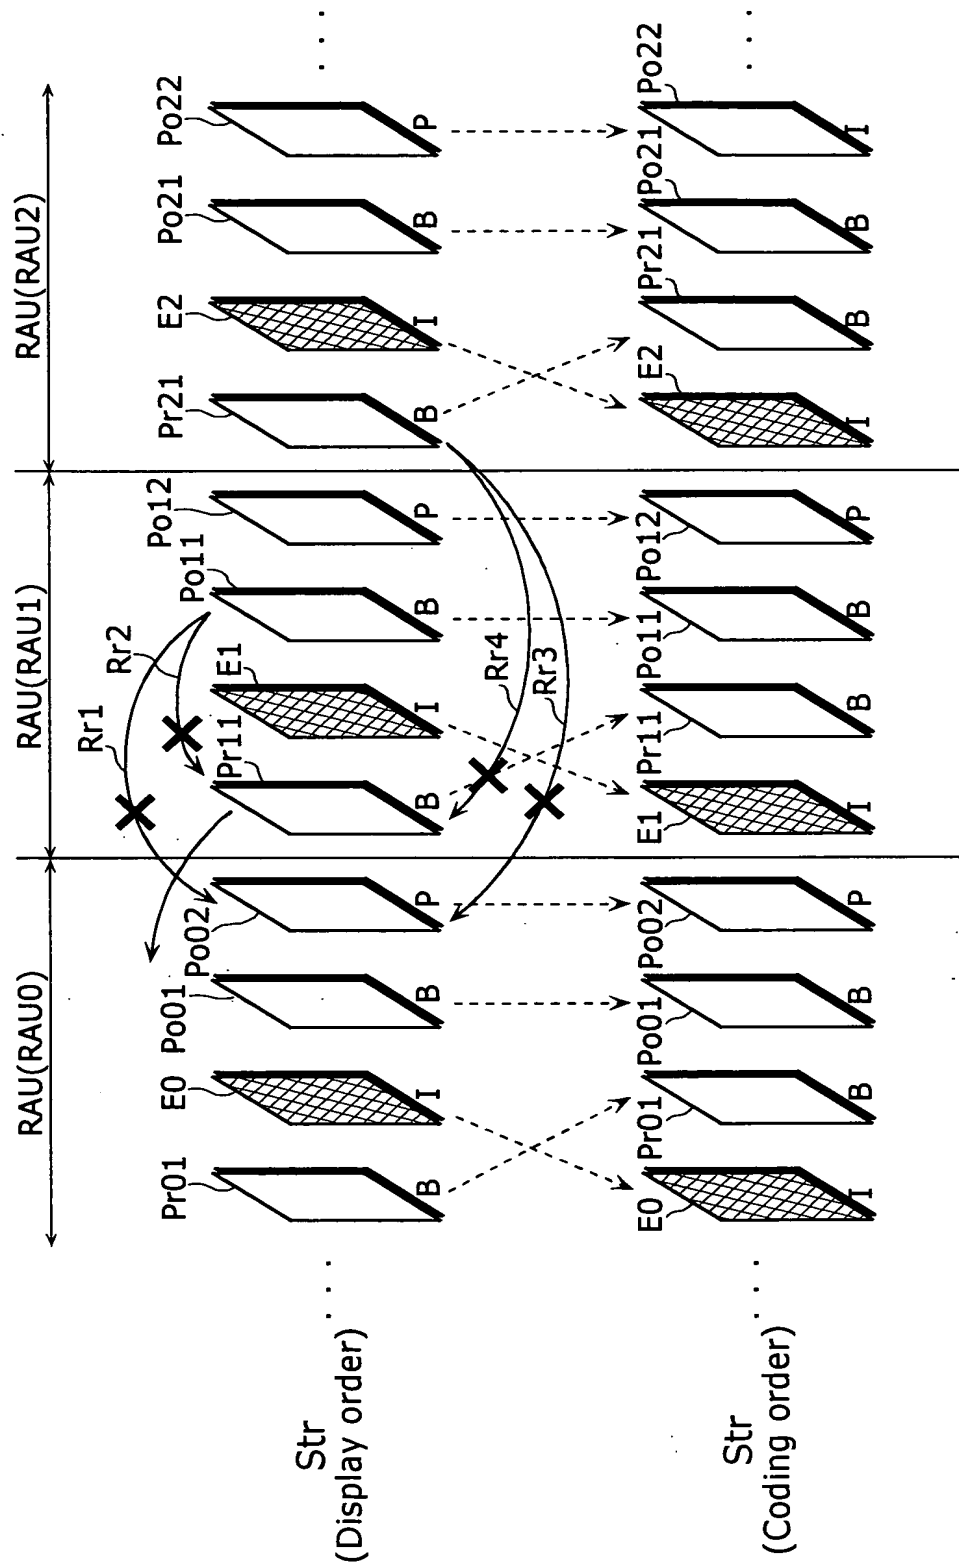 RAU(RAU0)
RAU(RAU1)
RAU(RAU2)
Rr1
Rr2
Pr01
E0
Po01
Po02
Pr11
E1
Po11
Po12
Pr21
E2
Po21
Po22
Str
(Display order)
. . .
B
I
B
P
B
I
B
P
B
I
B
P
. . .
Rr4
Rr3
E0
Pr01
Po01
Po02
E1
Pr11
Po11
Po12
E2
Pr21
Po21
Po22
Str
(Coding order)
. . .
I
B
B
P
I
B
B
P
I
B
B
I
. . .